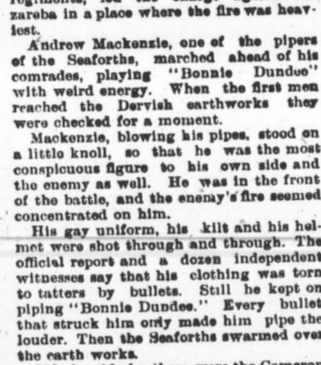 zareba in a place where the fire was heav-
iest.
Andrew Mackenzie, one of the pipers
of the Seaforths, marched ahead of his
comrades, playing "Bonnie Dundee"
with weird energy. When the first men
reached the Dervish earthworks they
were checked for a moment.
Mackenzie, blowing his pipes, stood on
a little knoll, so that he was the most
conspicuous figure to his own side and
the enemy as well. He was in the front
of the battle, and the enemy's fire seemed
concentrated on him.
His gay uniform, his kilt and his hel-
met were shot through and through. The
official report and a dozen independent
witnesses say that his clothing was torn
to tatters by bullets. Still he kept on
piping "Bonnie Dundee." Every bullet
that struck him only made him pipe the
louder. Then the Seaforths swarmed over
the earth works.